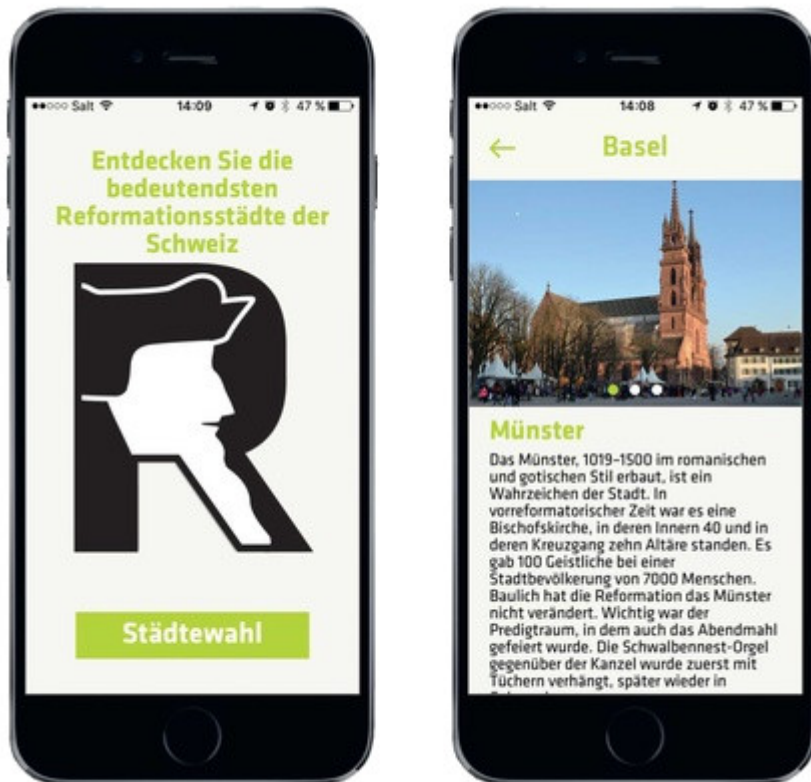 Salt 14:09 47 %
Entdecken Sie die
bedeutendsten
Reformationsstädte der
Schweiz
R
Städtewahl
Salt 14:08 47 %
Basel
Münster
Das Münster, 1019-1500 im romanischen
und gotischen Stil erbaut, ist ein
Wahrzeichen der Stadt. In
vorreformatorischer Zeit war es eine
Bischofskirche, in deren Innern 40 und in
deren Kreuzgang zehn Altäre standen. Es
gab 100 Geistliche bei einer
Stadtbevölkerung von 7000 Menschen.
Baulich hat die Reformation das Münster
nicht verändert. Wichtig war der
Predigtraum, in dem auch das Abendmahl
gefeiert wurde. Die Schwalbennest-Orgel
gegenüber der Kanzel wurde zuerst mit
Tüchern verhängt, später wieder in